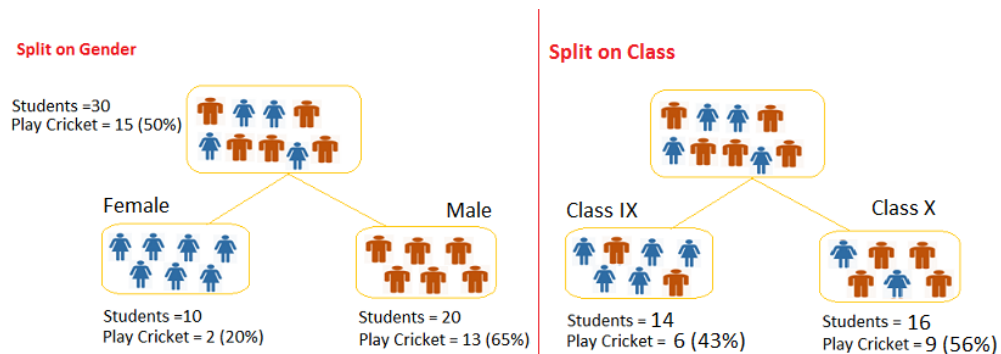 Split on Gender
Students =30
Play Cricket = 15 (50%)
Female
Male
Students =10
Play Cricket = 2 (20%)
Students = 20
Play Cricket = 13 (65%)
Split on Class
Class IX
Class X
Students = 14
Play Cricket = 6 (43%)
Students = 16
Play Cricket = 9 (56%)